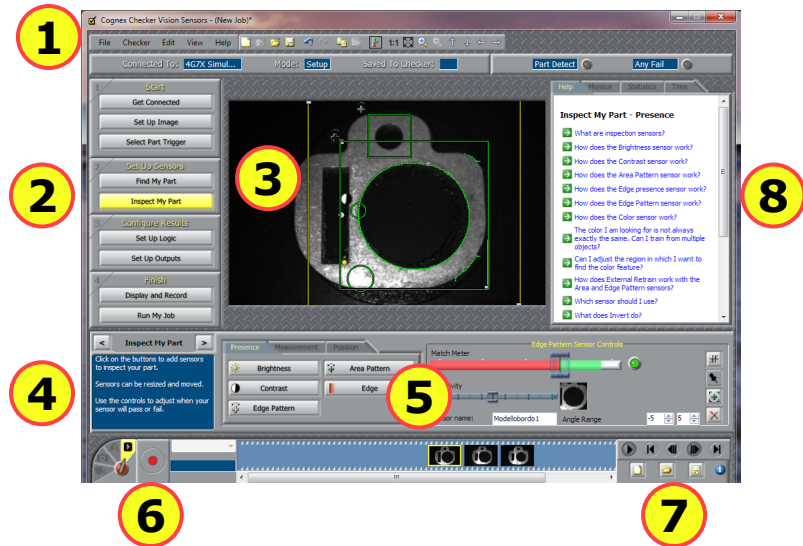 Cognex Checker Vision Sensors - (New Job)*
1
File Checker Edit View Help
1:1
Connected To: 4G7X Simul... Mode: Setup Saved To Checker:
Part Detect Any Fail
1 Start
Get Connected
Set Up Image
Select Part Trigger
2 Set Up Sensors
Find My Part
Inspect My Part
2
3 Configure Results
Set Up Logic
Set Up Outputs
4 Finish
Display and Record
Run My Job
3
Help Monitor Statistics Time
Inspect My Part - Presence
What are inspection sensors?
How does the Brightness sensor work?
How does the Contrast sensor work?
How does the Area Pattern sensor work?
How does the Edge presence sensor work?
How does the Edge Pattern sensor work?
How does the Color sensor work?
The color I am looking for is not always
exactly the same. Can I train from multiple
objects?
Can I adjust the region in which I want to
find the color feature?
How does External Retrain work with the
Area and Edge Pattern sensors?
Which sensor should I use?
What does Invert do?
8
< Inspect My Part >
Click on the buttons to add sensors
to inspect your part.
Sensors can be resized and moved.
Use the controls to adjust when your
sensor will pass or fail.
4
Presence Measurement Position
Brightness Area Pattern
Contrast Edge
Edge Pattern
5
Edge Pattern Sensor Controls
Match Meter
ivity
sor name: Modellobordo1 Angle Range -5 5
6
7